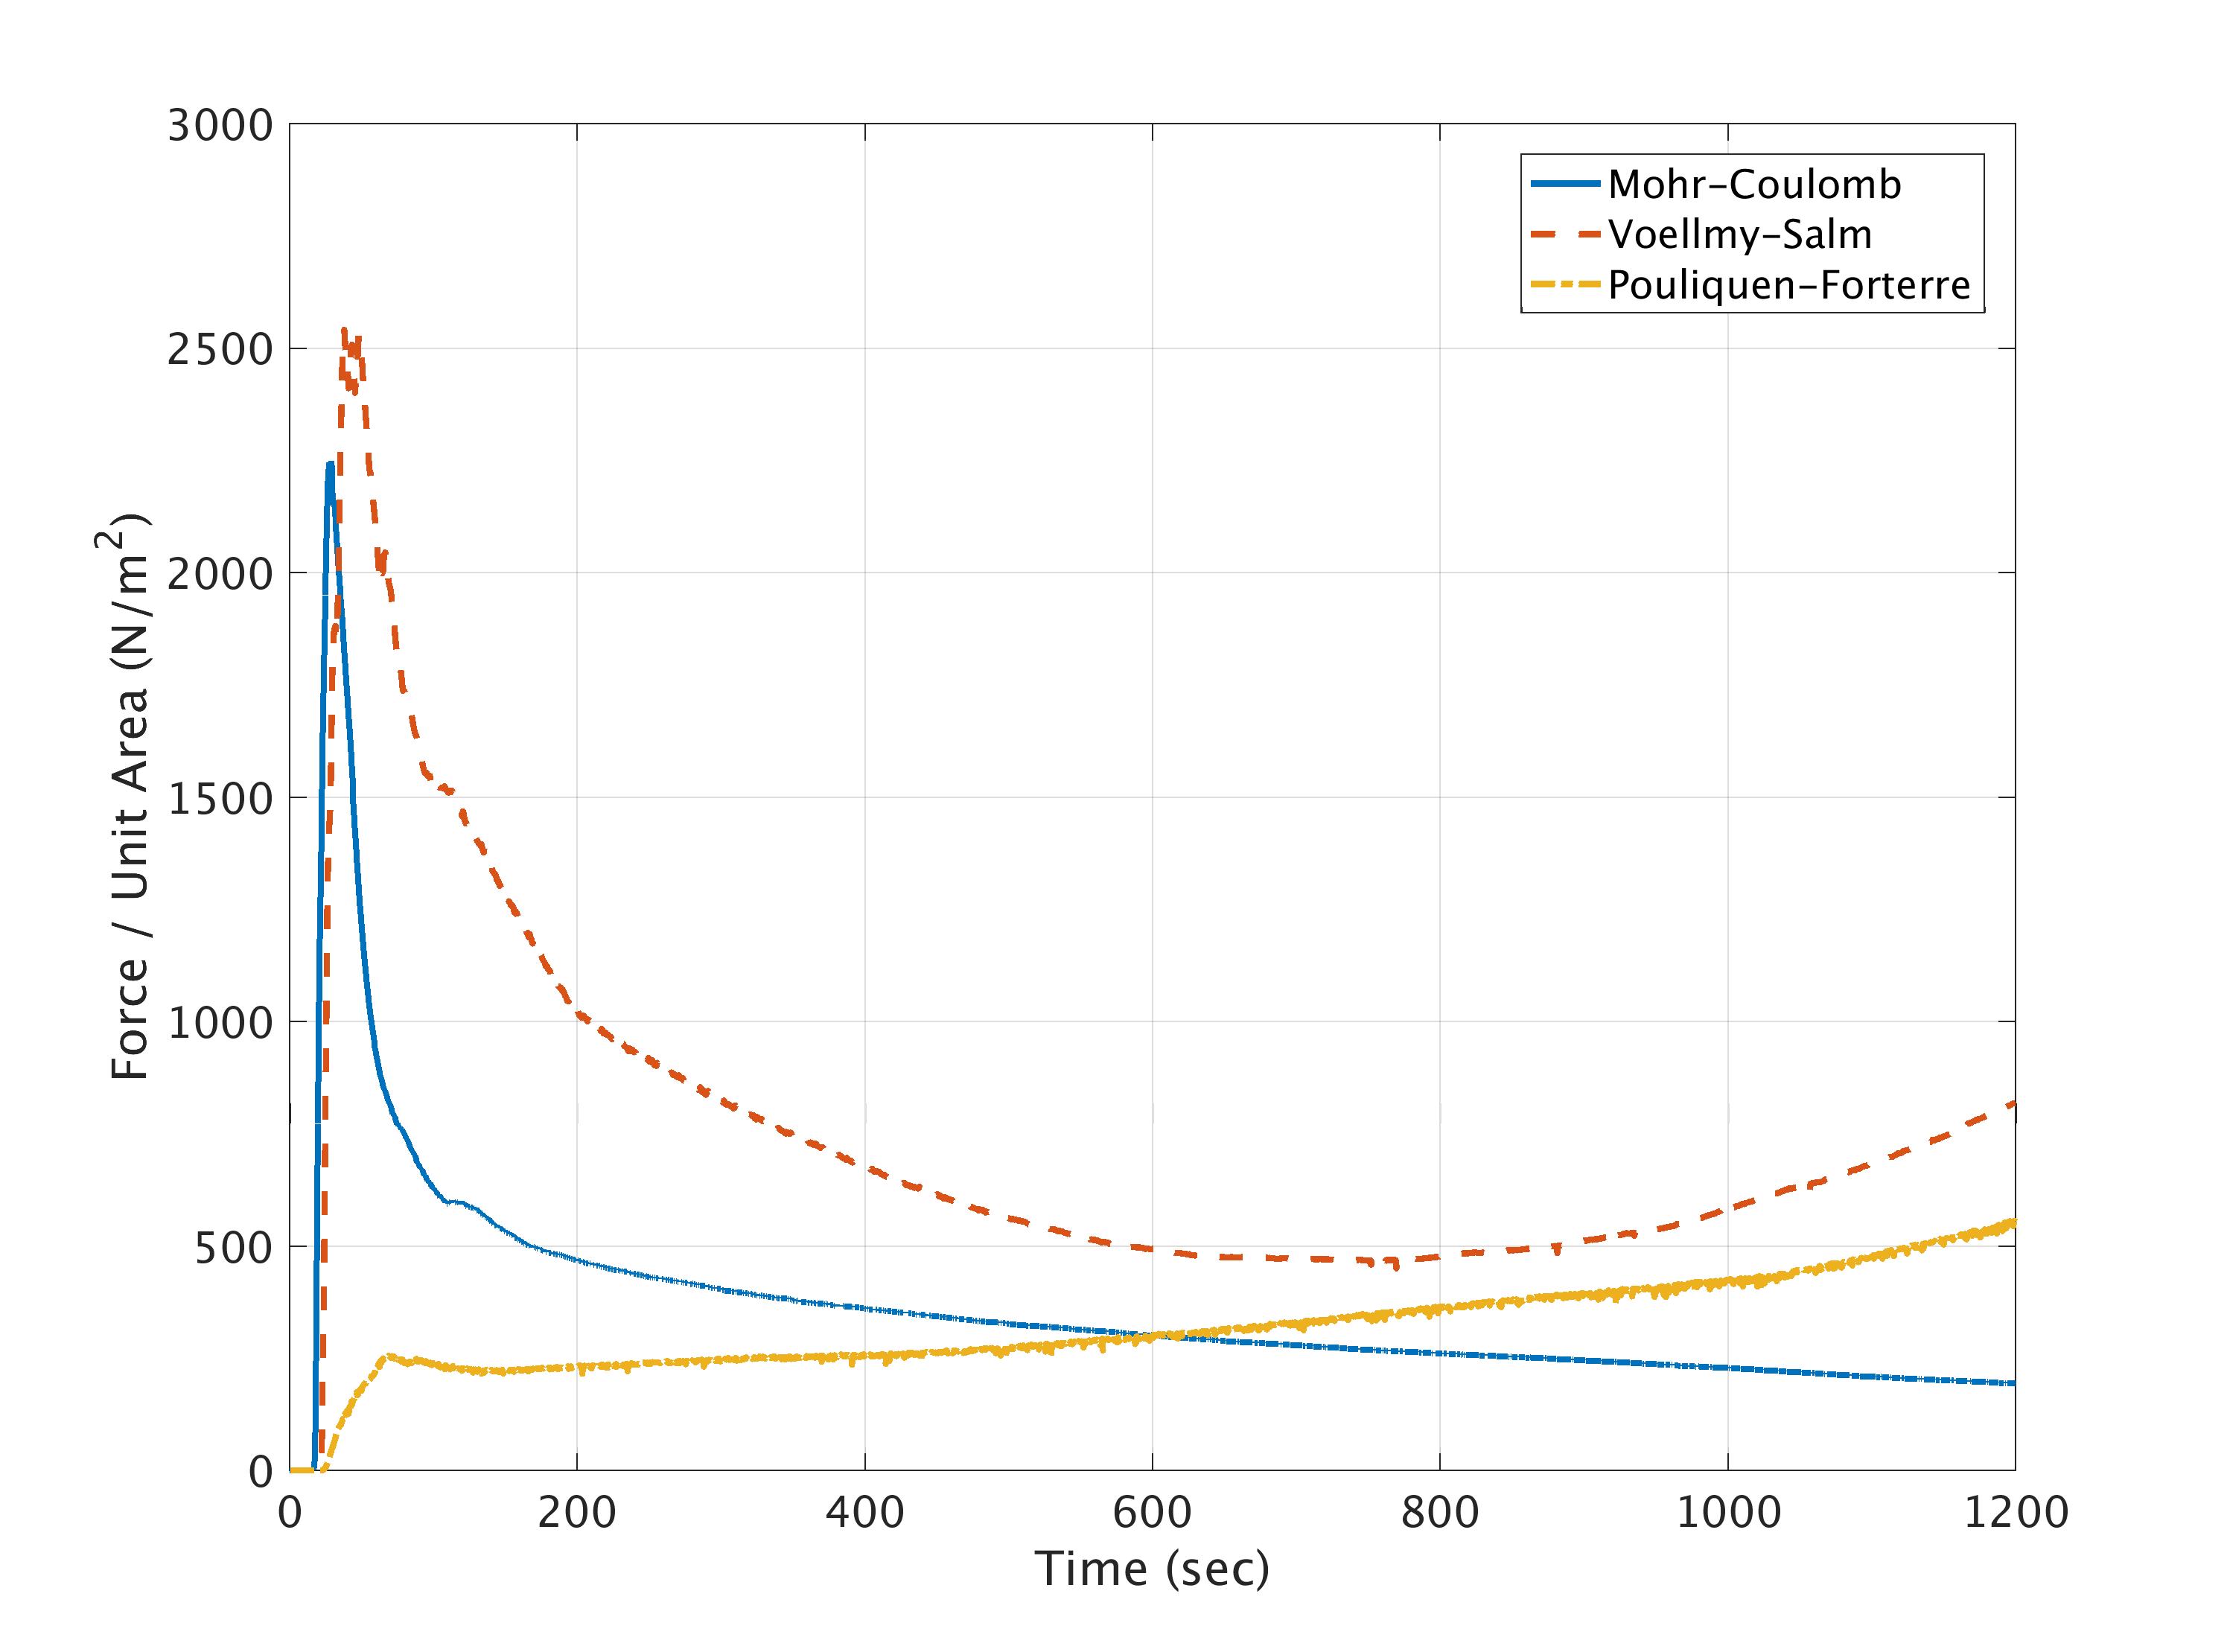 3000
2500
2000
1500
1000
500
0
0 200 400 600 800 1000 1200
Time (sec)
Force / Unit Area (N/m²)
Mohr–Coulomb
Voellmy–Salm
Pouliquen–Forterre